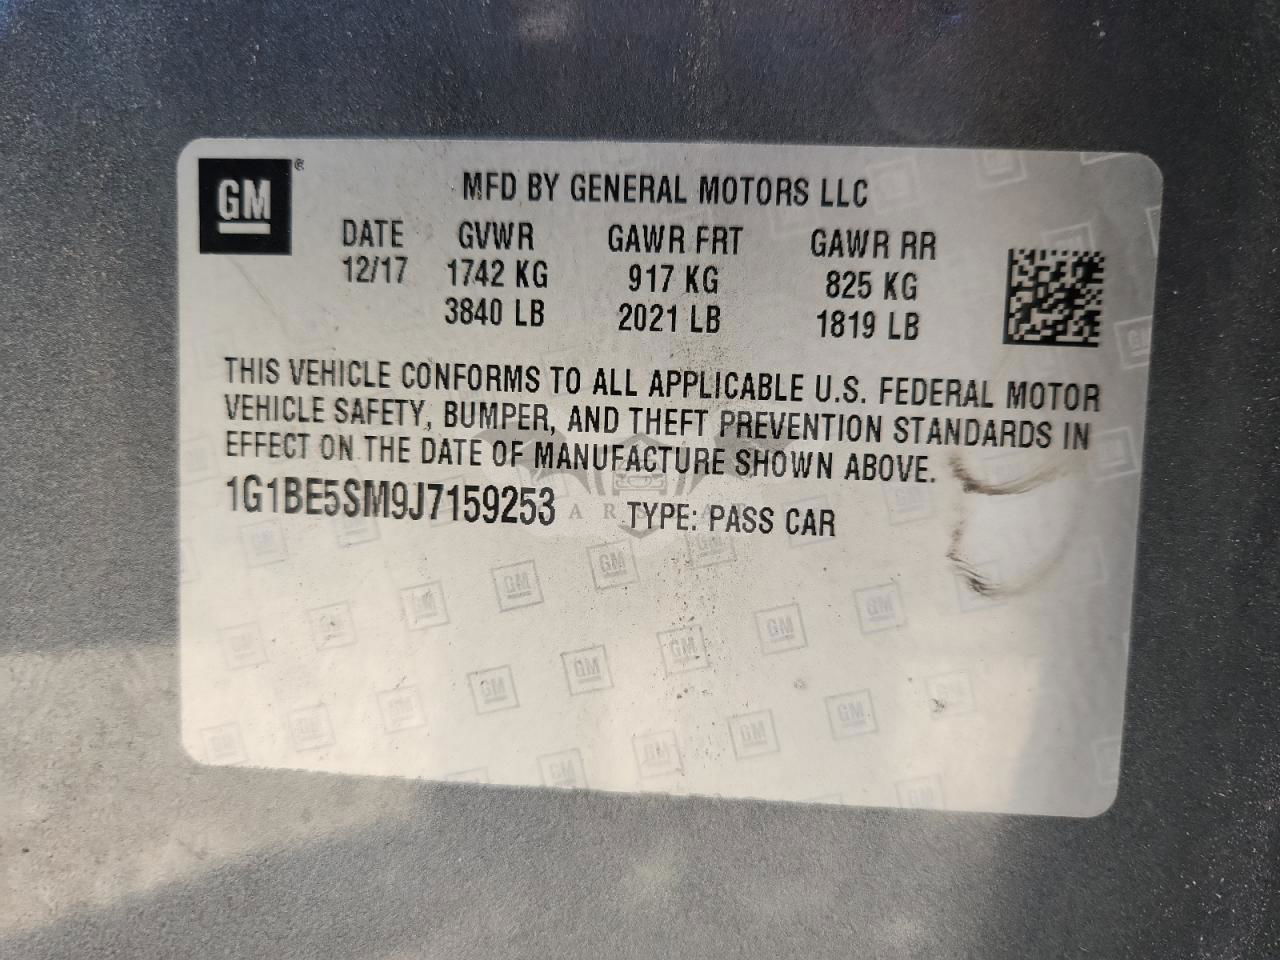 GM®
MFD BY GENERAL MOTORS LLC
DATE GVWR GAWR FRT GAWR RR
12/17 1742 KG 917 KG 825 KG
3840 LB 2021 LB 1819 LB
THIS VEHICLE CONFORMS TO ALL APPLICABLE U.S. FEDERAL MOTOR
VEHICLE SAFETY, BUMPER, AND THEFT PREVENTION STANDARDS IN
EFFECT ON THE DATE OF MANUFACTURE SHOWN ABOVE.
1G1BE5SM9J7159253 TYPE: PASS CAR